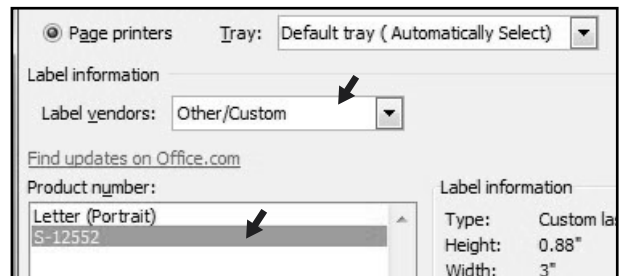 Page printers Tray: Default tray ( Automatically Select)
Label information
Label vendors: Other/Custom
Find updates on Office.com
Product number:
Label information
Letter (Portrait)
S-12552
Type: Custom
Height: 0.88"
Width: 3"